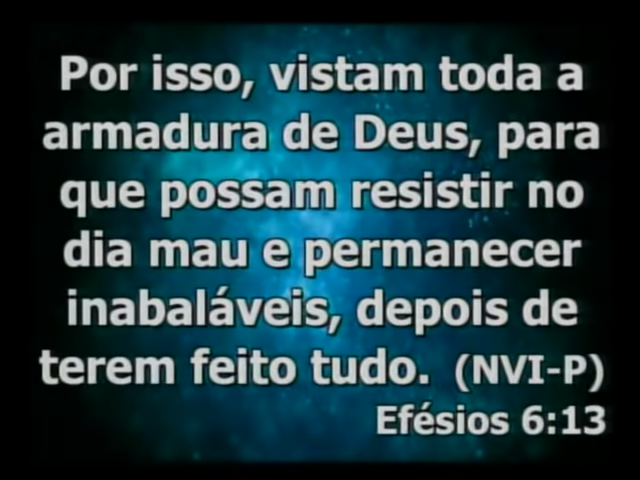 Por isso, vistam toda a
armadura de Deus, para
que possam resistir no
dia mau e permanecer
inabaláveis, depois de
terem feito tudo. (NVI-P)
Efésios 6:13